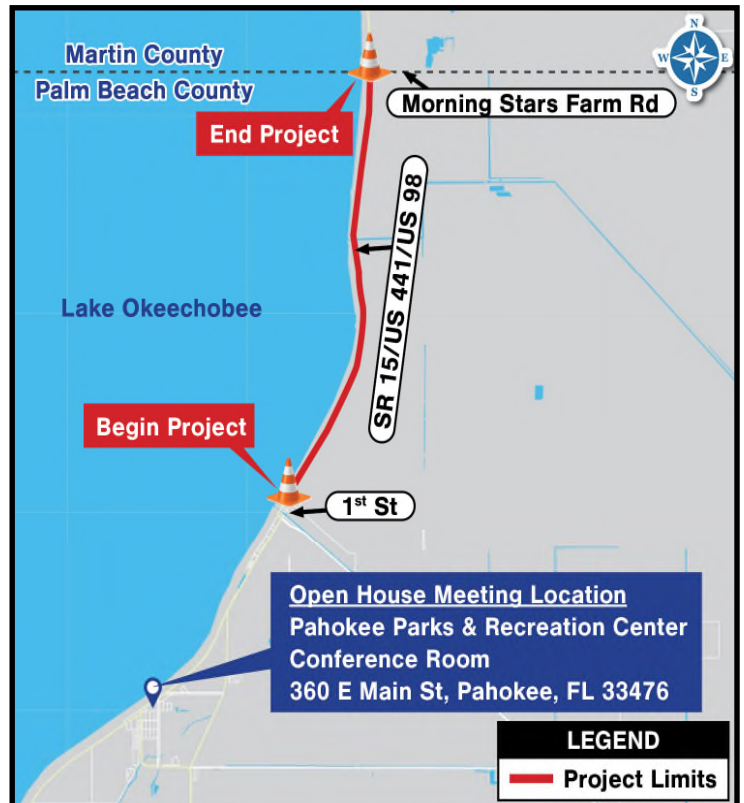 Martin County
Palm Beach County
N
W
E
S
Morning Stars Farm Rd
End Project
SR 15/US 441/US 98
Lake Okeechobee
Begin Project
1st St
Open House Meeting Location
Pahokee Parks & Recreation Center
Conference Room
360 E Main St, Pahokee, FL 33476
LEGEND
Project Limits